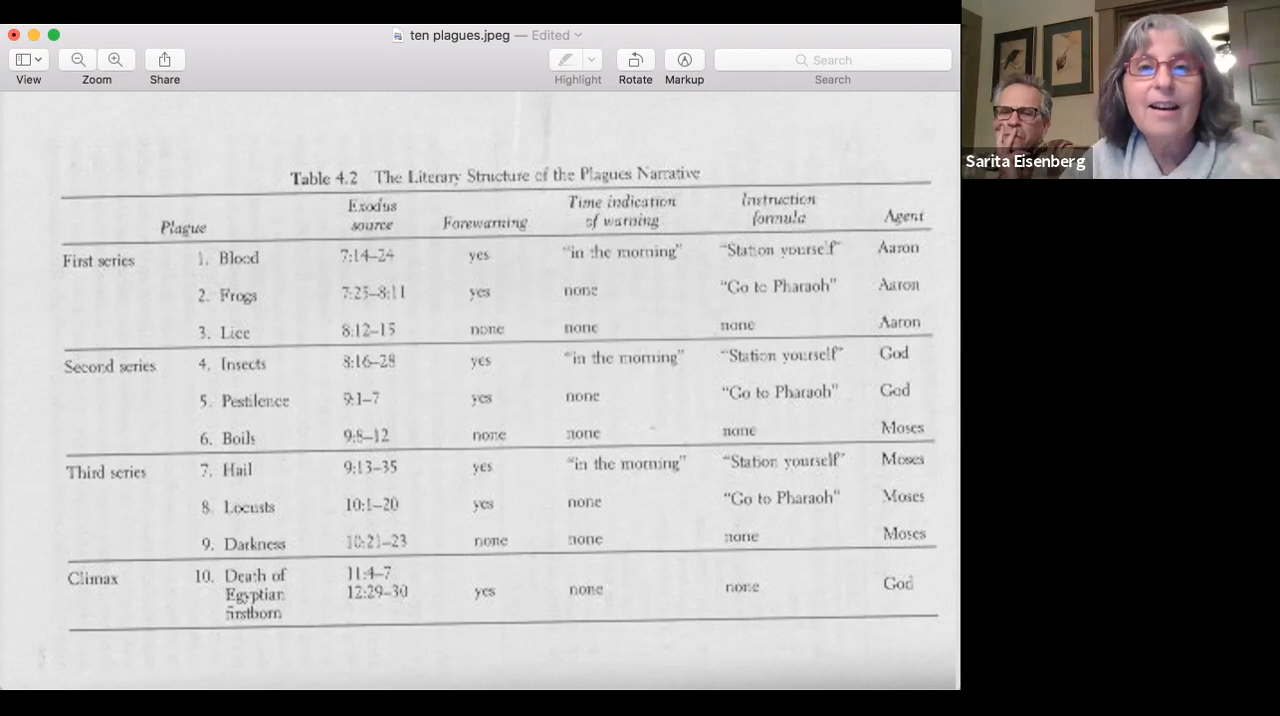 ten plagues.jpeg — Edited
View Zoom Share Highlight Rotate Markup Search
Search
Sarita Eisenberg
Table 4.2 The Literary Structure of the Plagues Narrative
Plague Exodus source Forewarning Time indication of warning Instruction formula Agent
First series 1. Blood 7:14–24 yes "in the morning" "Station yourself" Aaron
2. Frogs 7:25–8:11 yes none "Go to Pharaoh" Aaron
3. Lice 8:12–15 none none none Aaron
Second series 4. Insects 8:16–28 yes "in the morning" "Station yourself" God
5. Pestilence 9:1–7 yes none "Go to Pharaoh" God
6. Boils 9:8–12 none none none Moses
Third series 7. Hail 9:13–35 yes "in the morning" "Station yourself" Moses
8. Locusts 10:1–20 yes none "Go to Pharaoh" Moses
9. Darkness 10:21–23 none none none Moses
Climax 10. Death of Egyptian firstborn 11:4–7 12:29–30 yes none none God